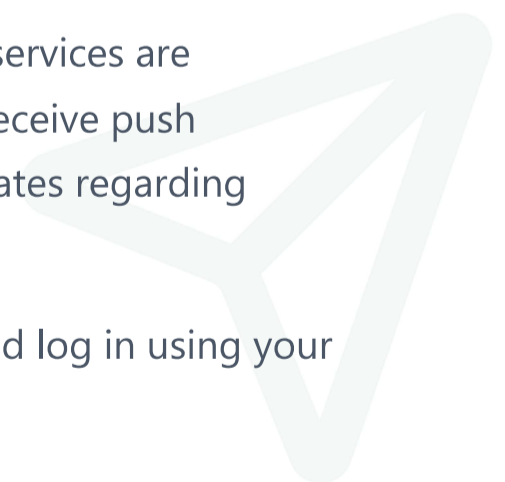 services are
eceive push
ates regarding
d log in using your